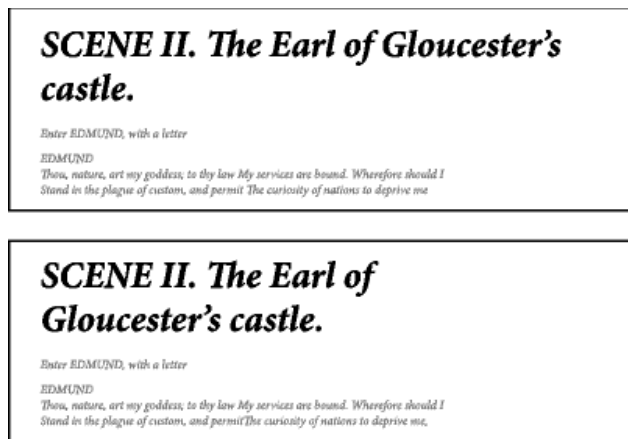 SCENE II. The Earl of Gloucester's
castle.
Enter EDMUND, with a letter
EDMUND
Thou, nature, art my goddess; to thy law My services are bound. Wherefore should I
Stand in the plague of custom, and permit The curiosity of nations to deprive me
SCENE II. The Earl of
Gloucester's castle.
Enter EDMUND, with a letter
EDMUND
Thou, nature, art my goddess; to thy law My services are bound. Wherefore should I
Stand in the plague of custom, and permitThe curiosity of nations to deprive me,